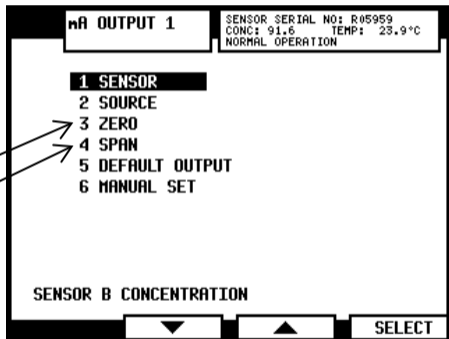 mA OUTPUT 1
SENSOR SERIAL NO: R05959
CONC: 91.6 TEMP: 23.9°C
NORMAL OPERATION
1 SENSOR
2 SOURCE
3 ZERO
4 SPAN
5 DEFAULT OUTPUT
6 MANUAL SET
SENSOR B CONCENTRATION
SELECT